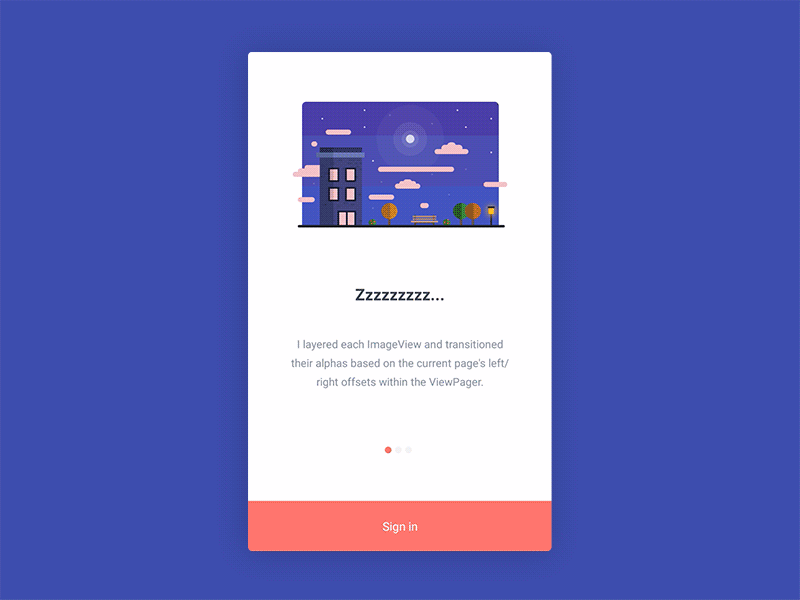 Zzzzzzzzz...
I layered each ImageView and transitioned
their alphas based on the current page's left/
right offsets within the ViewPager.
Sign in